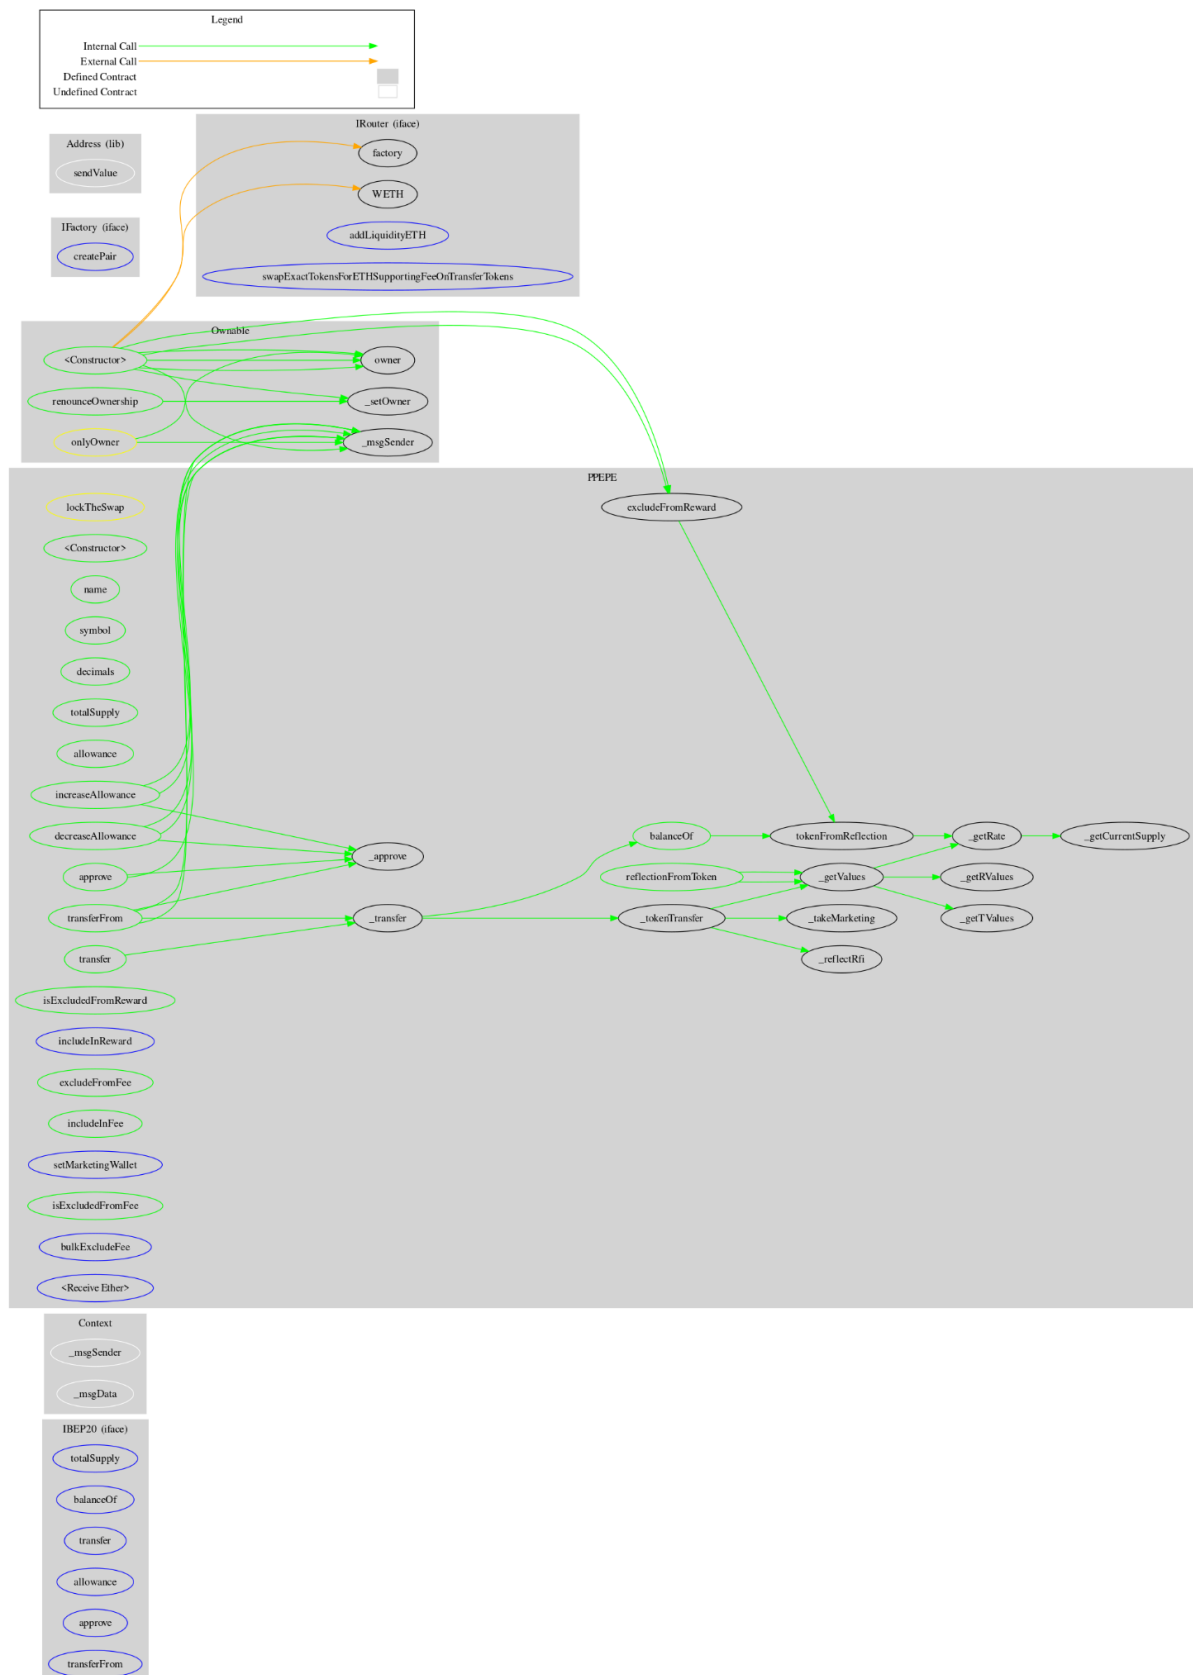 Legend
Internal Call
External Call
Defined Contract
Undefined Contract
Address (lib)
sendValue
IFactory (iface)
createPair
IRouter (iface)
factory
WETH
addLiquidityETH
swapExactTokensForETHSupportingFeeOnTransferTokens
Ownable
<Constructor>
owner
renounceOwnership
_setOwner
onlyOwner
_msgSender
PPEPE
lockTheSwap
excludeFromReward
<Constructor>
name
symbol
decimals
totalSupply
allowance
increaseAllowance
decreaseAllowance
approve
transferFrom
transfer
_approve
_transfer
balanceOf
reflectionFromToken
_tokenTransfer
tokenFromReflection
_getValues
_takeMarketing
_reflectRfi
_getRate
_getRValues
_getTValues
_getCurrentSupply
isExcludedFromReward
includeInReward
excludeFromFee
includeInFee
setMarketingWallet
isExcludedFromFee
bulkExcludeFee
<Receive Ether>
Context
_msgSender
_msgData
IBEP20 (iface)
totalSupply
balanceOf
transfer
allowance
approve
transferFrom